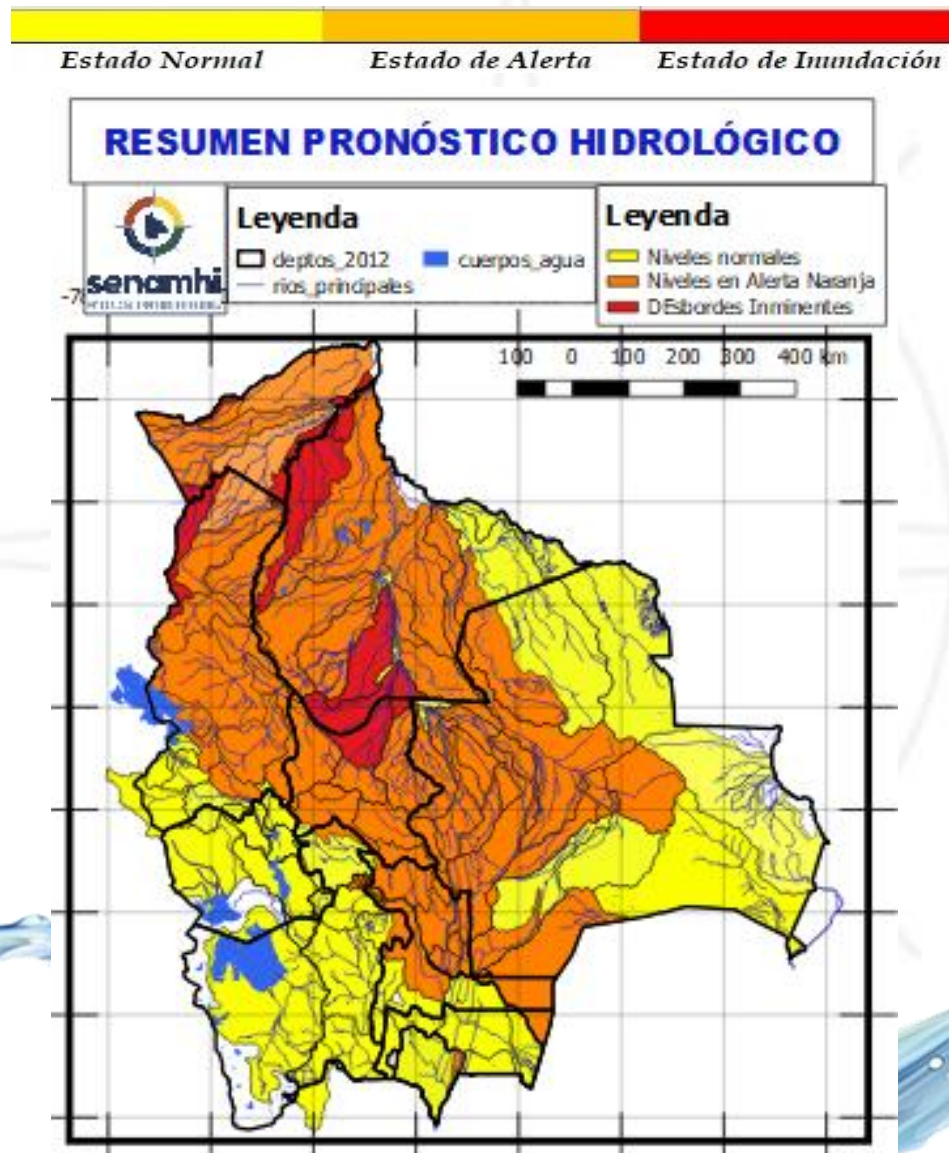 Estado Normal Estado de Alerta Estado de Inundación
RESUMEN PRONÓSTICO HIDROLÓGICO
senamhi
Leyenda
deptos_2012 cuerpos_agua
rios_principales
Leyenda
Niveles normales
Niveles en Alerta Naranja
DEsbordes Inminentes
100 0 100 200 300 400 km